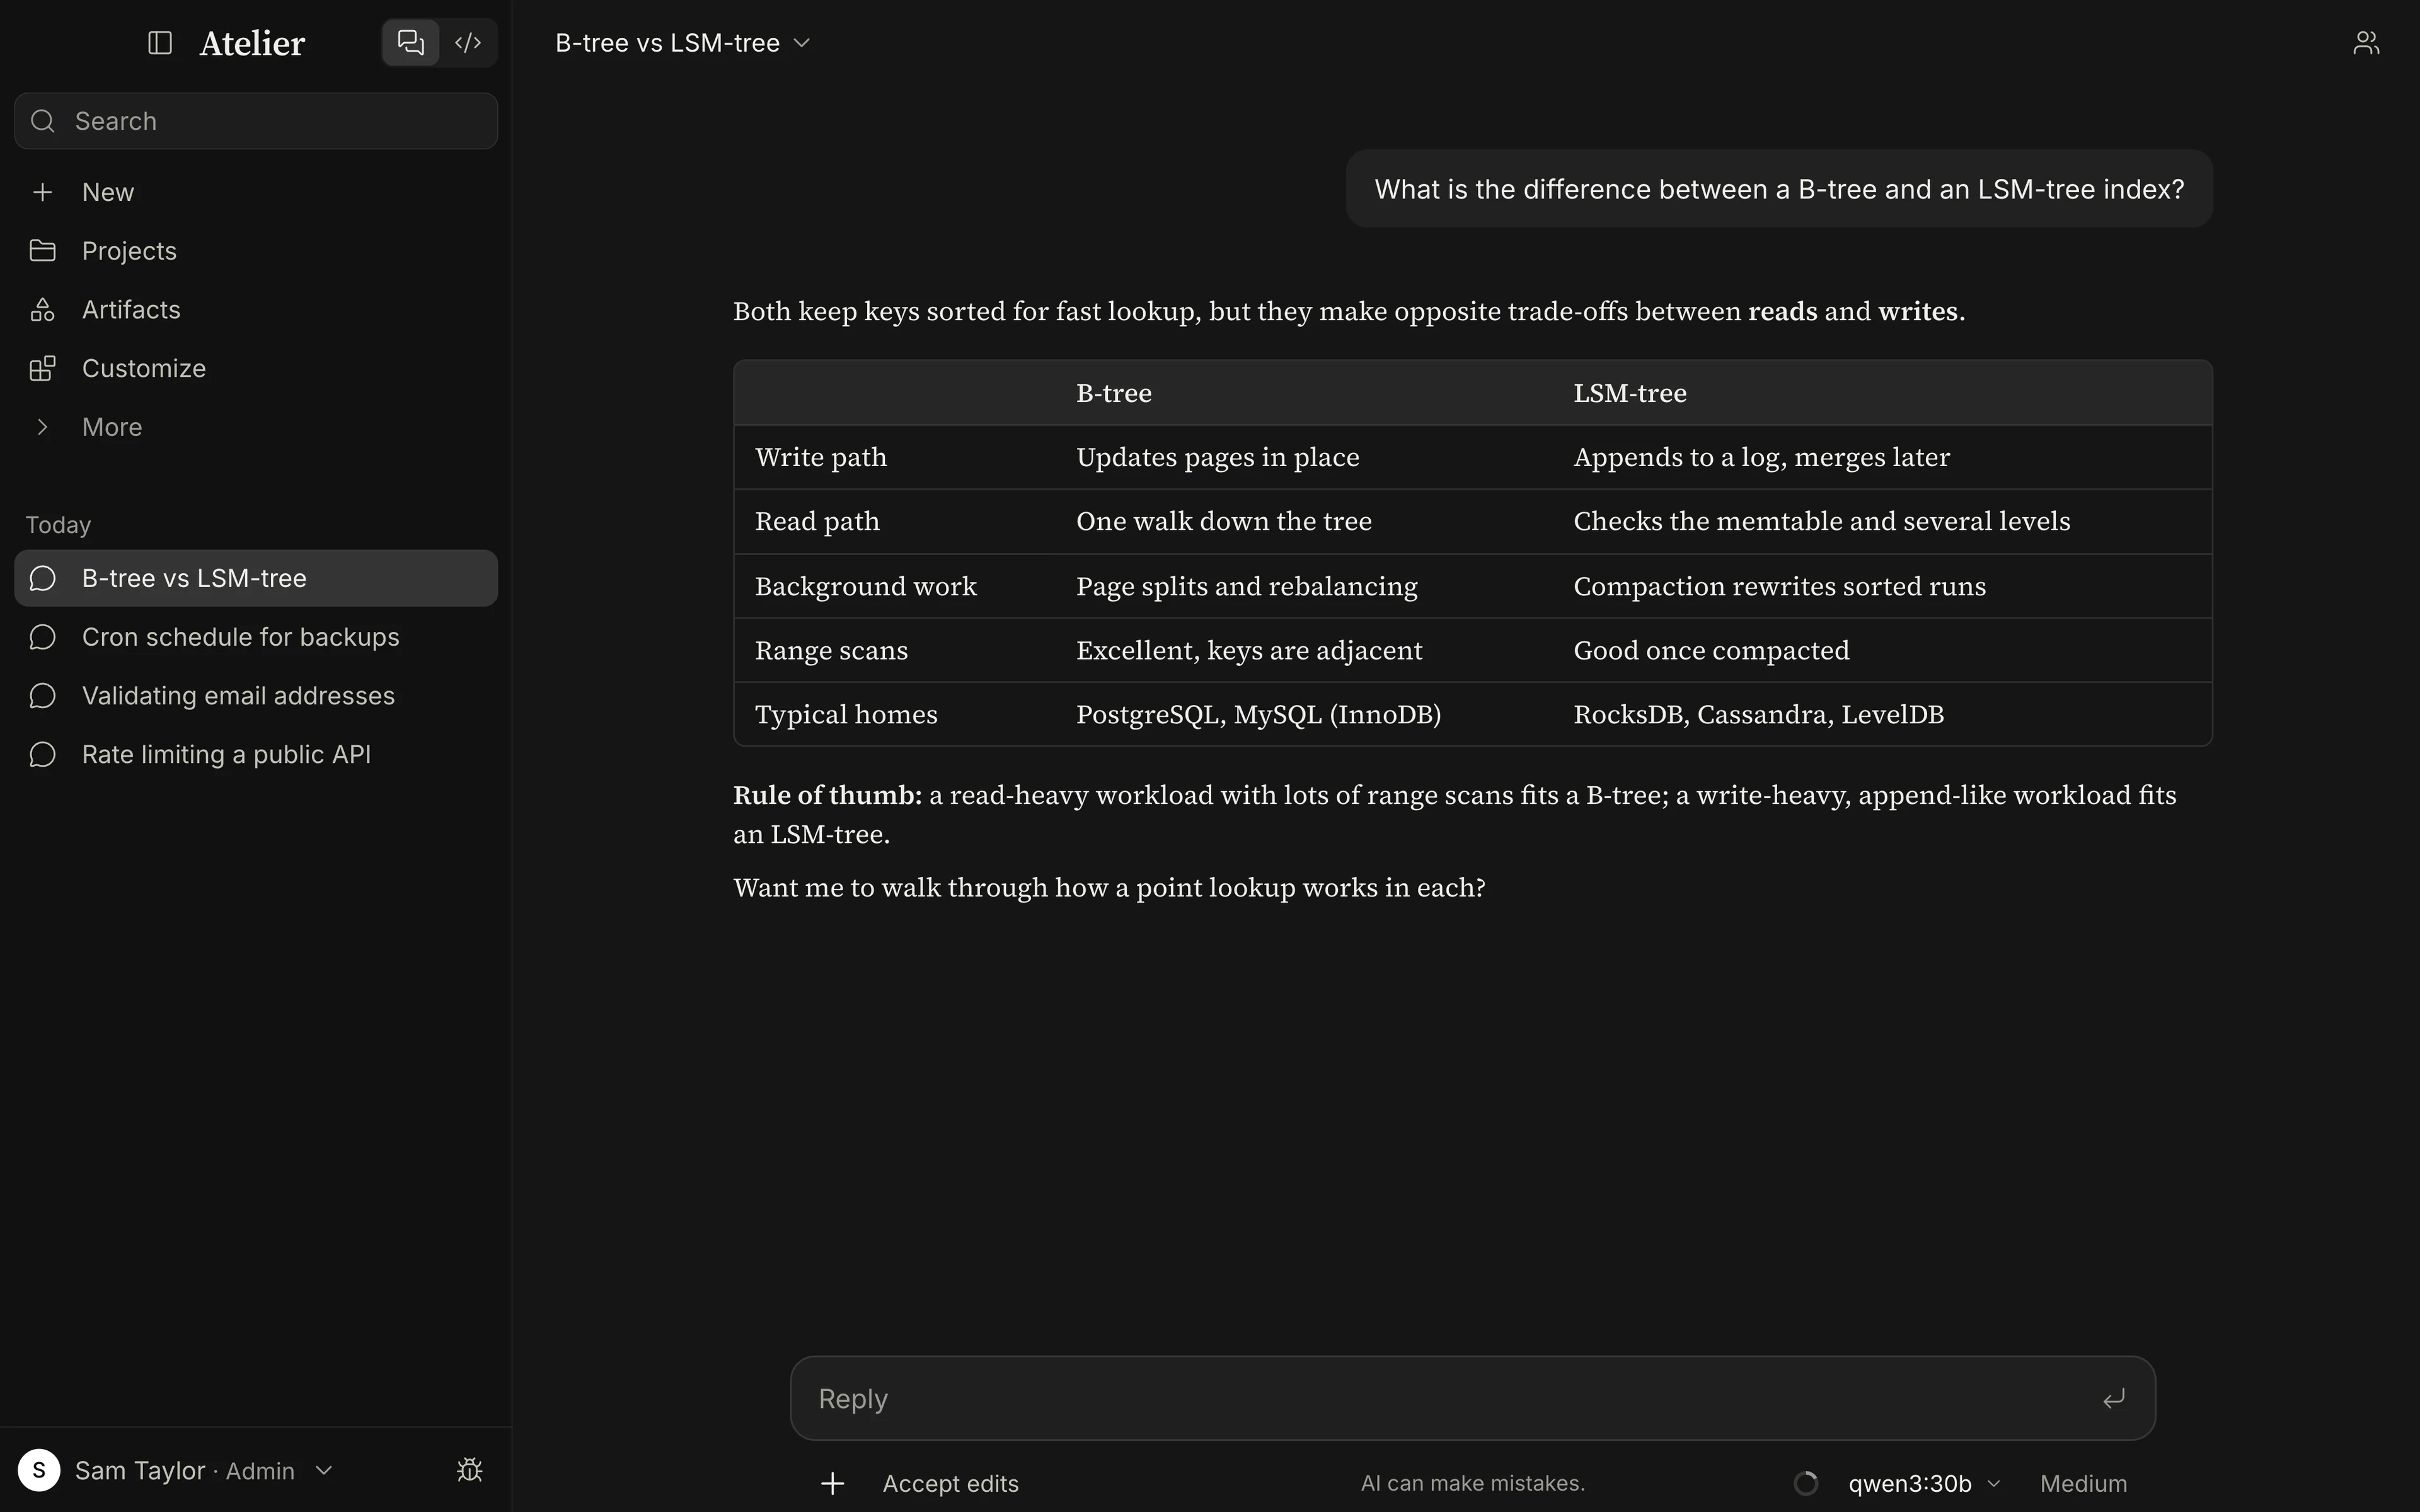 Atelier
Search
New
Projects
Artifacts
Customize
More
Today
B-tree vs LSM-tree
Cron schedule for backups
Validating email addresses
Rate limiting a public API
S
Sam Taylor · Admin
B-tree vs LSM-tree
What is the difference between a B-tree and an LSM-tree index?
Both keep keys sorted for fast lookup, but they make opposite trade-offs between reads and writes.
B-tree LSM-tree
Write path Updates pages in place Appends to a log, merges later
Read path One walk down the tree Checks the memtable and several levels
Background work Page splits and rebalancing Compaction rewrites sorted runs
Range scans Excellent, keys are adjacent Good once compacted
Typical homes PostgreSQL, MySQL (InnoDB) RocksDB, Cassandra, LevelDB
Rule of thumb: a read-heavy workload with lots of range scans fits a B-tree; a write-heavy, append-like workload fits
an LSM-tree.
Want me to walk through how a point lookup works in each?
Reply
Accept edits
AI can make mistakes.
qwen3:30b
Medium